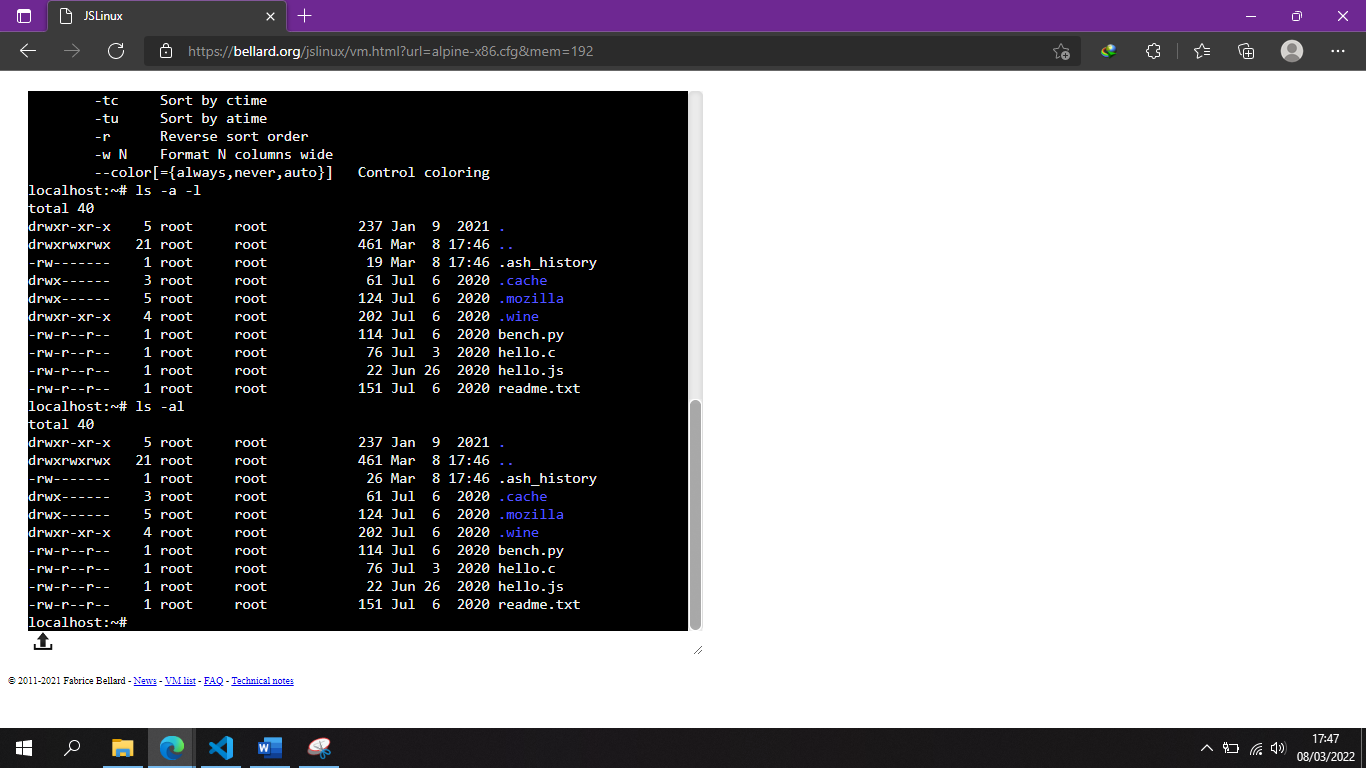 JSLinux
https://bellard.org/jslinux/vm.html?url=alpine-x86.cfg&mem=192
        -tc     Sort by ctime
        -tu     Sort by atime
        -r      Reverse sort order
        -w N    Format N columns wide
        --color[={always,never,auto}]   Control coloring
localhost:~# ls -a -l
total 40
drwxr-xr-x    5 root     root           237 Jan  9  2021 .
drwxrwxrwx   21 root     root           461 Mar  8 17:46 ..
-rw-------    1 root     root            19 Mar  8 17:46 .ash_history
drwx------    3 root     root            61 Jul  6  2020 .cache
drwx------    5 root     root           124 Jul  6  2020 .mozilla
drwxr-xr-x    4 root     root           202 Jul  6  2020 .wine
-rw-r--r--    1 root     root           114 Jul  6  2020 bench.py
-rw-r--r--    1 root     root            76 Jul  3  2020 hello.c
-rw-r--r--    1 root     root            22 Jun 26  2020 hello.js
-rw-r--r--    1 root     root           151 Jul  6  2020 readme.txt
localhost:~# ls -al
total 40
drwxr-xr-x    5 root     root           237 Jan  9  2021 .
drwxrwxrwx   21 root     root           461 Mar  8 17:46 ..
-rw-------    1 root     root            26 Mar  8 17:46 .ash_history
drwx------    3 root     root            61 Jul  6  2020 .cache
drwx------    5 root     root           124 Jul  6  2020 .mozilla
drwxr-xr-x    4 root     root           202 Jul  6  2020 .wine
-rw-r--r--    1 root     root           114 Jul  6  2020 bench.py
-rw-r--r--    1 root     root            76 Jul  3  2020 hello.c
-rw-r--r--    1 root     root            22 Jun 26  2020 hello.js
-rw-r--r--    1 root     root           151 Jul  6  2020 readme.txt
localhost:~#
© 2011-2021 Fabrice Bellard - News - VM list - FAQ - Technical notes
17:47
08/03/2022